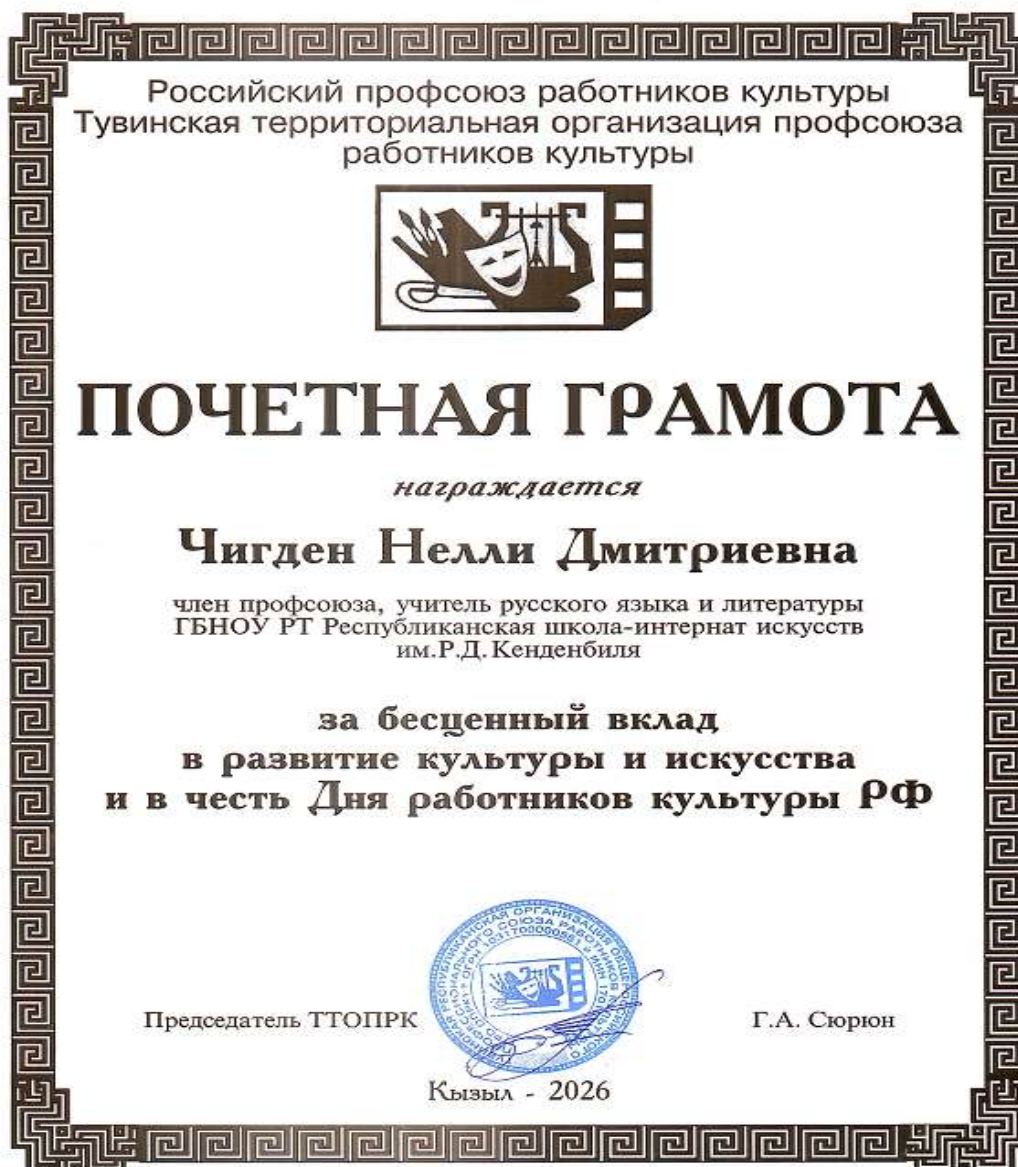 Российский профсоюз работников культуры
Тувинская территориальная организация профсоюза
работников культуры
ПОЧЕТНАЯ ГРАМОТА
награждается
Чигден Нелли Дмитриевна
член профсоюза, учитель русского языка и литературы
ГБНОУ РТ Республиканская школа-интернат искусств
им.Р.Д.Кенденбиля
за бесценный вклад
в развитие культуры и искусства
и в честь Дня работников культуры РФ
Председатель ТТОПРК
Г.А. Сюрюн
Кызыл - 2026